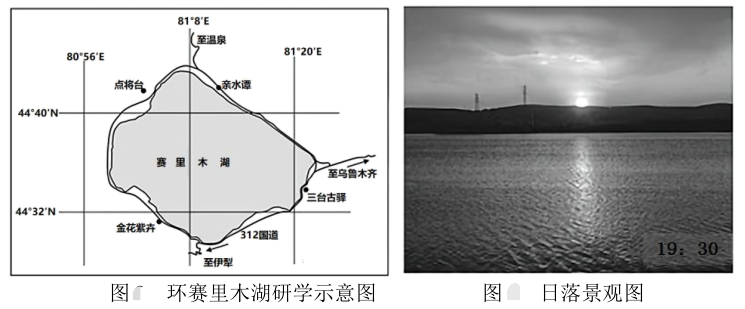 81°8′E
至温泉
81°20′E
80°56′E
点将台
亲水谭
44°40′N
赛里木湖
至乌鲁木齐
三台古驿
44°32′N
金花紫卉
312国道
至伊犁
19：30
图 环赛里木湖研学示意图
图 日落景观图